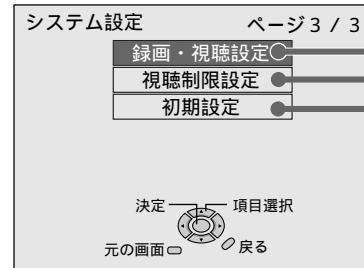 システム設定 ページ3 / 3
録画・視聴設定
視聴制限設定
初期設定
決定 項目選択
元の画面 戻る